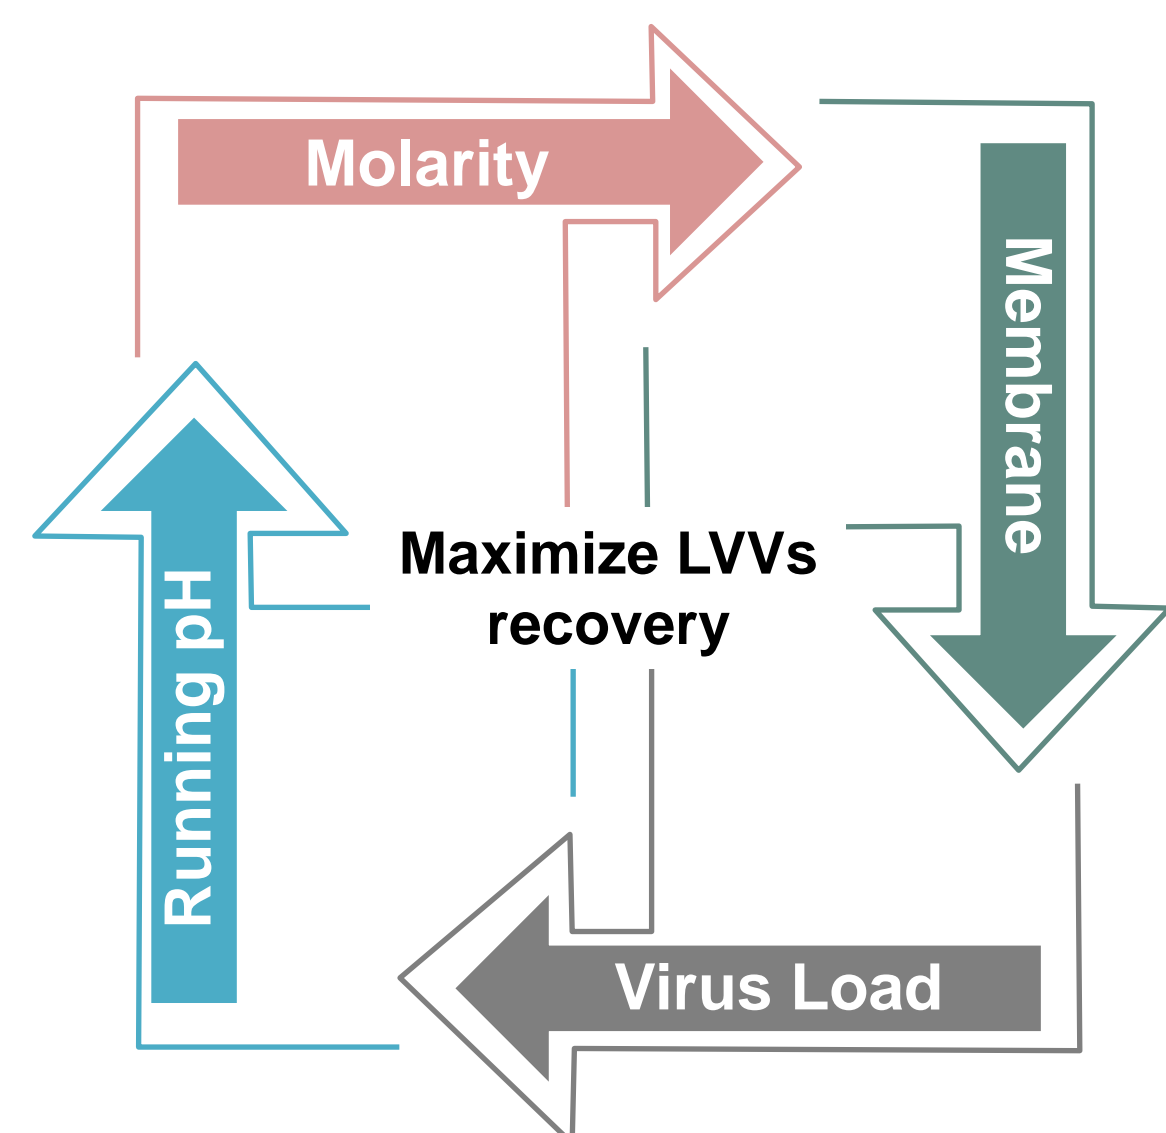 Molarity
Membrane
Maximize LVVs
recovery
Running pH
Virus Load